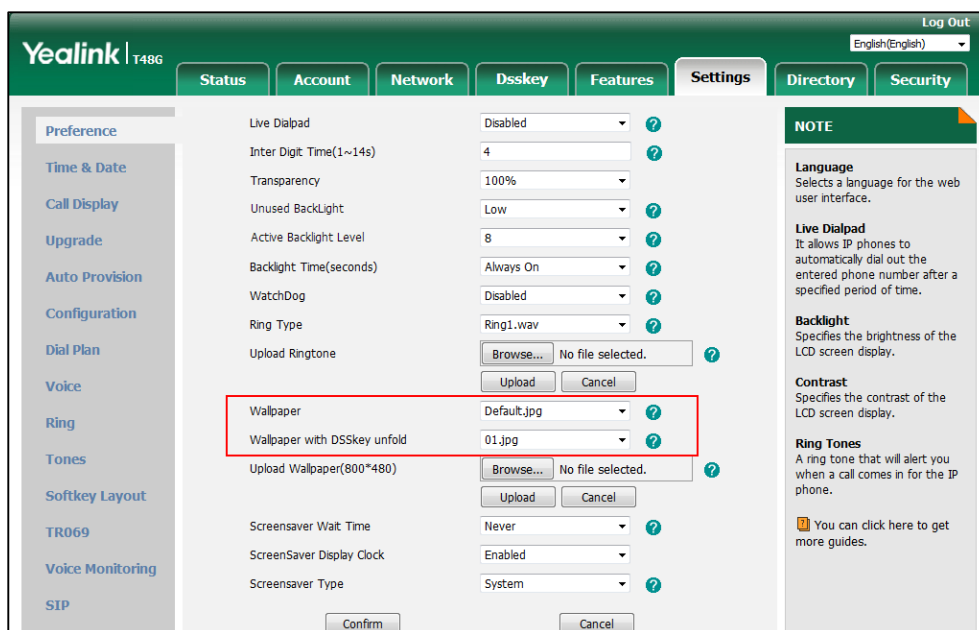 Log Out
Yealink | T48G
English(English)
Status Account Network Dsskey Features Settings Directory Security
Preference
Time & Date
Call Display
Upgrade
Auto Provision
Configuration
Dial Plan
Voice
Ring
Tones
Softkey Layout
TR069
Voice Monitoring
SIP
Live Dialpad Disabled ?
Inter Digit Time(1~14s) 4 ?
Transparency 100%
Unused BackLight Low ?
Active Backlight Level 8 ?
Backlight Time(seconds) Always On ?
WatchDog Disabled ?
Ring Type Ring1.wav ?
Upload Ringtone Browse... No file selected. ?
Upload Cancel
Wallpaper Default.jpg ?
Wallpaper with DSSkey unfold 01.jpg ?
Upload Wallpaper(800*480) Browse... No file selected. ?
Upload Cancel
Screensaver Wait Time Never ?
ScreenSaver Display Clock Enabled
Screensaver Type System ?
Confirm Cancel
NOTE
Language
Selects a language for the web
user interface.
Live Dialpad
It allows IP phones to
automatically dial out the
entered phone number after a
specified period of time.
Backlight
Specifies the brightness of the
LCD screen display.
Contrast
Specifies the contrast of the
LCD screen display.
Ring Tones
A ring tone that will alert you
when a call comes in for the IP
phone.
? You can click here to get
more guides.